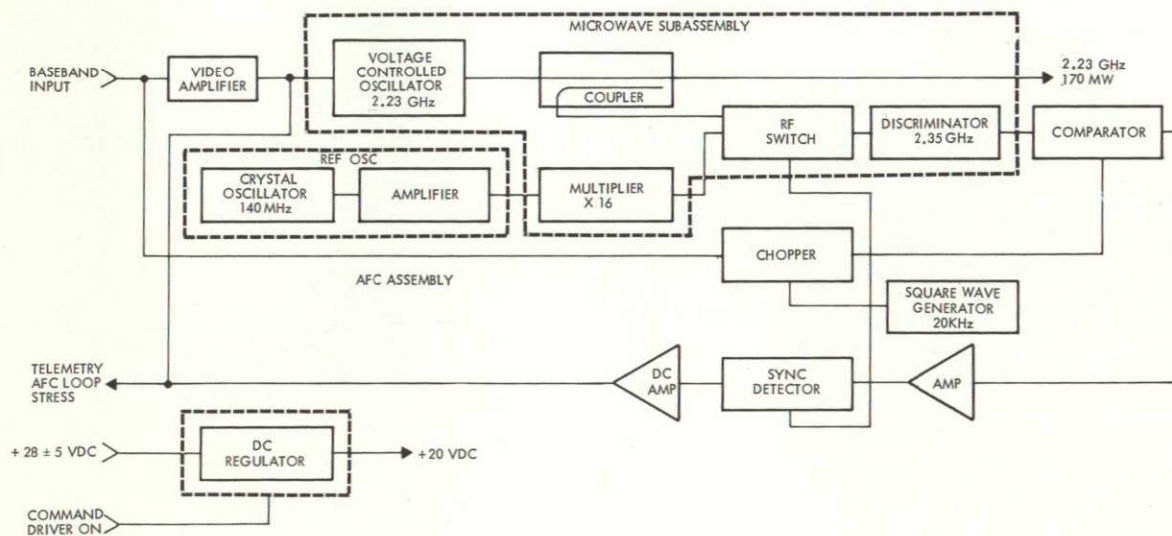 MICROWAVE SUBASSEMBLY
BASEBAND
INPUT
VIDEO
AMPLIFIER
VOLTAGE
CONTROLLED
OSCILLATOR
2.23 GHz
COUPLER
2.23 GHz
170 MW
RF
SWITCH
DISCRIMINATOR
2.35 GHz
COMPARATOR
REF OSC
CRYSTAL
OSCILLATOR
140 MHz
AMPLIFIER
MULTIPLIER
X 16
CHOPPER
AFC ASSEMBLY
SQUARE WAVE
GENERATOR
20KHz
TELEMETRY
AFC LOOP
STRESS
DC
AMP
SYNC
DETECTOR
AMP
+ 28 ± 5 VDC
DC
REGULATOR
+20 VDC
COMMAND
DRIVER ON